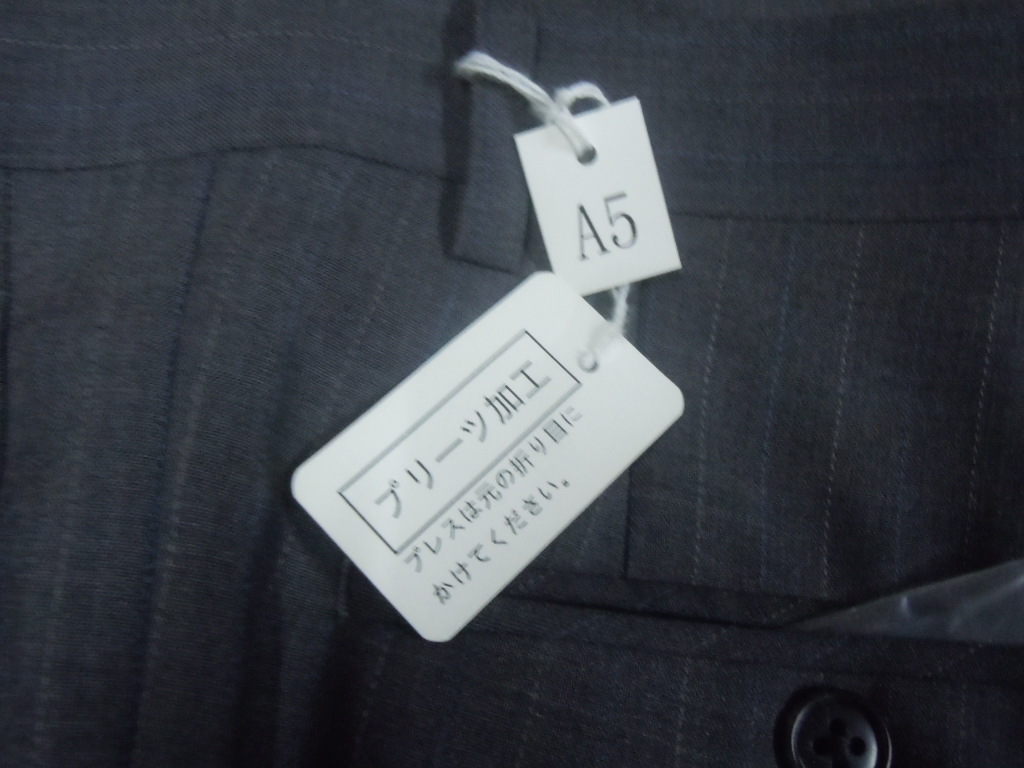 A5
プリーツ加工
プレスは元の折り目に
かけてください。